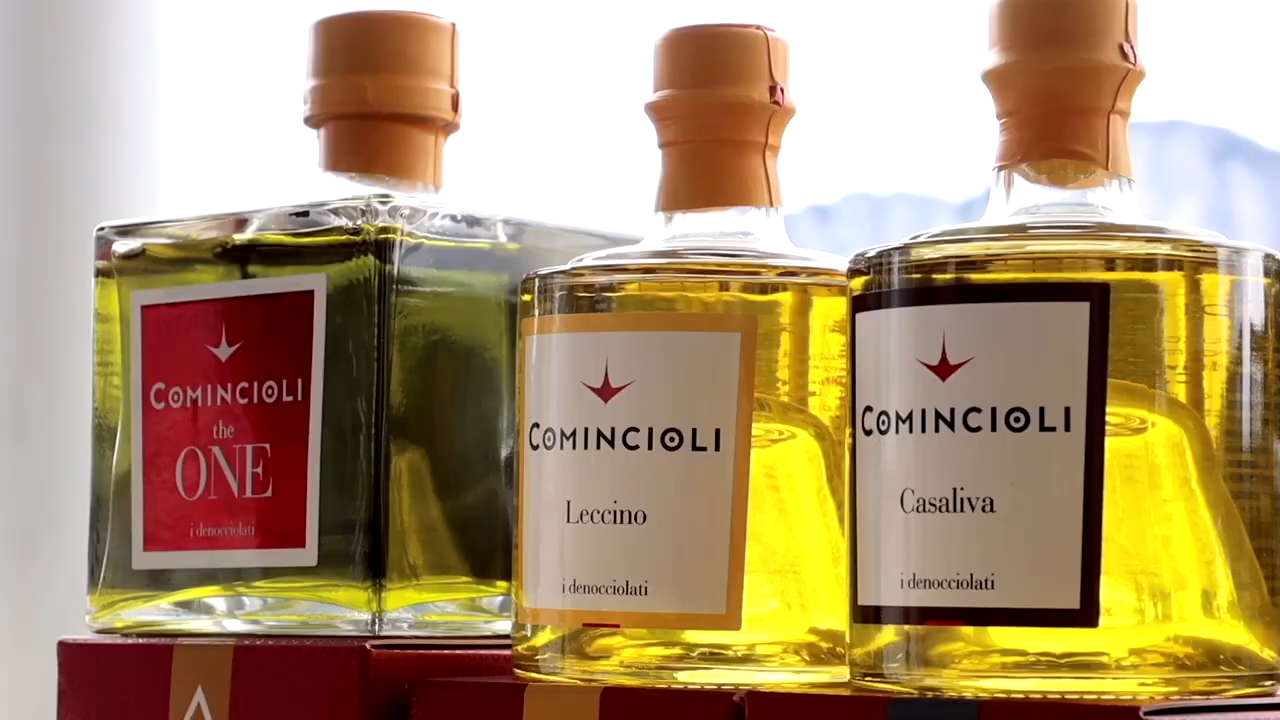 COMINCIOLI
the
ONE
i denocciolati
COMINCIOLI
Leccino
i denocciolati
COMINCIOLI
Casaliva
i denocciolati